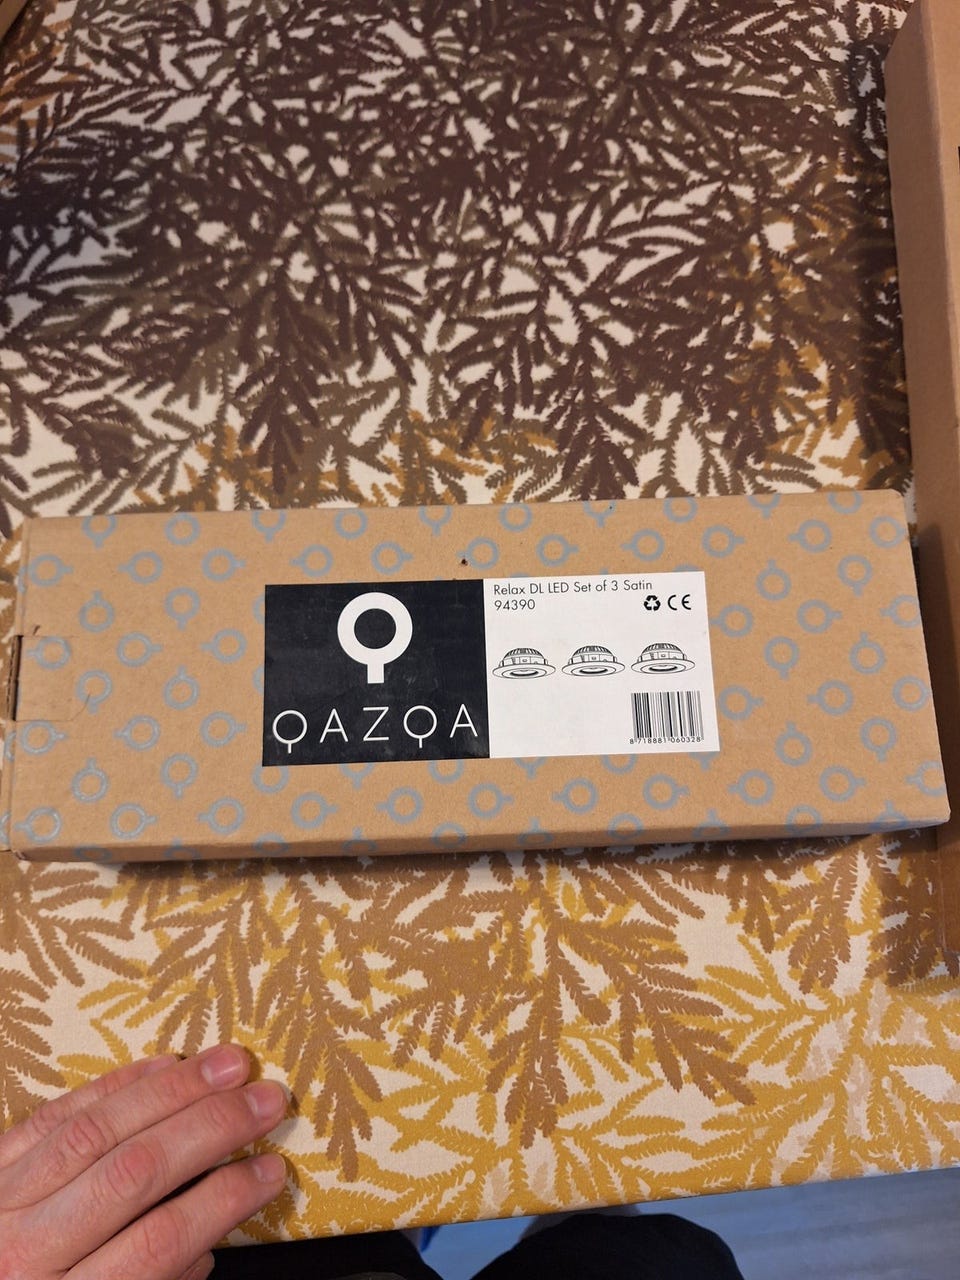 Relax DL LED Set of 3 Satin
94390
CE
QAZQA
8 718881 060328